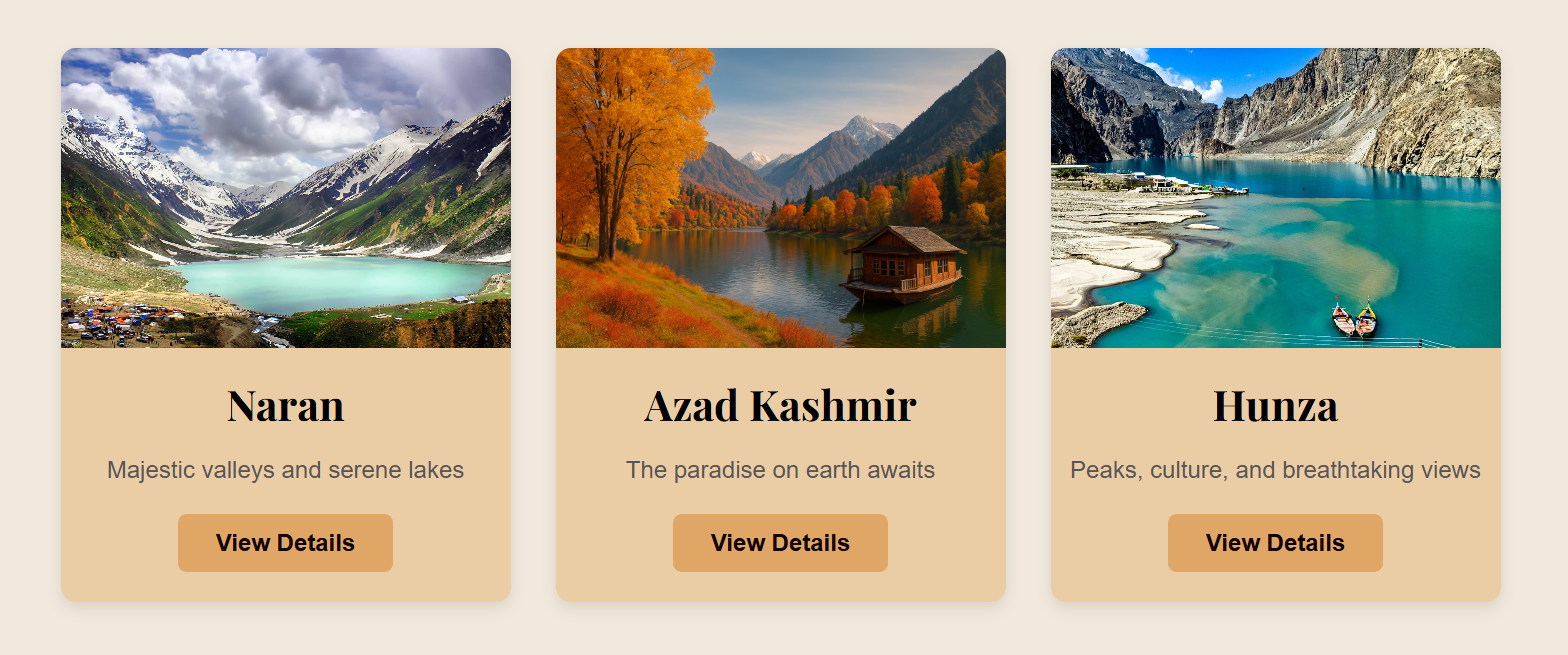 Naran
Majestic valleys and serene lakes
View Details
Azad Kashmir
The paradise on earth awaits
View Details
Hunza
Peaks, culture, and breathtaking views
View Details